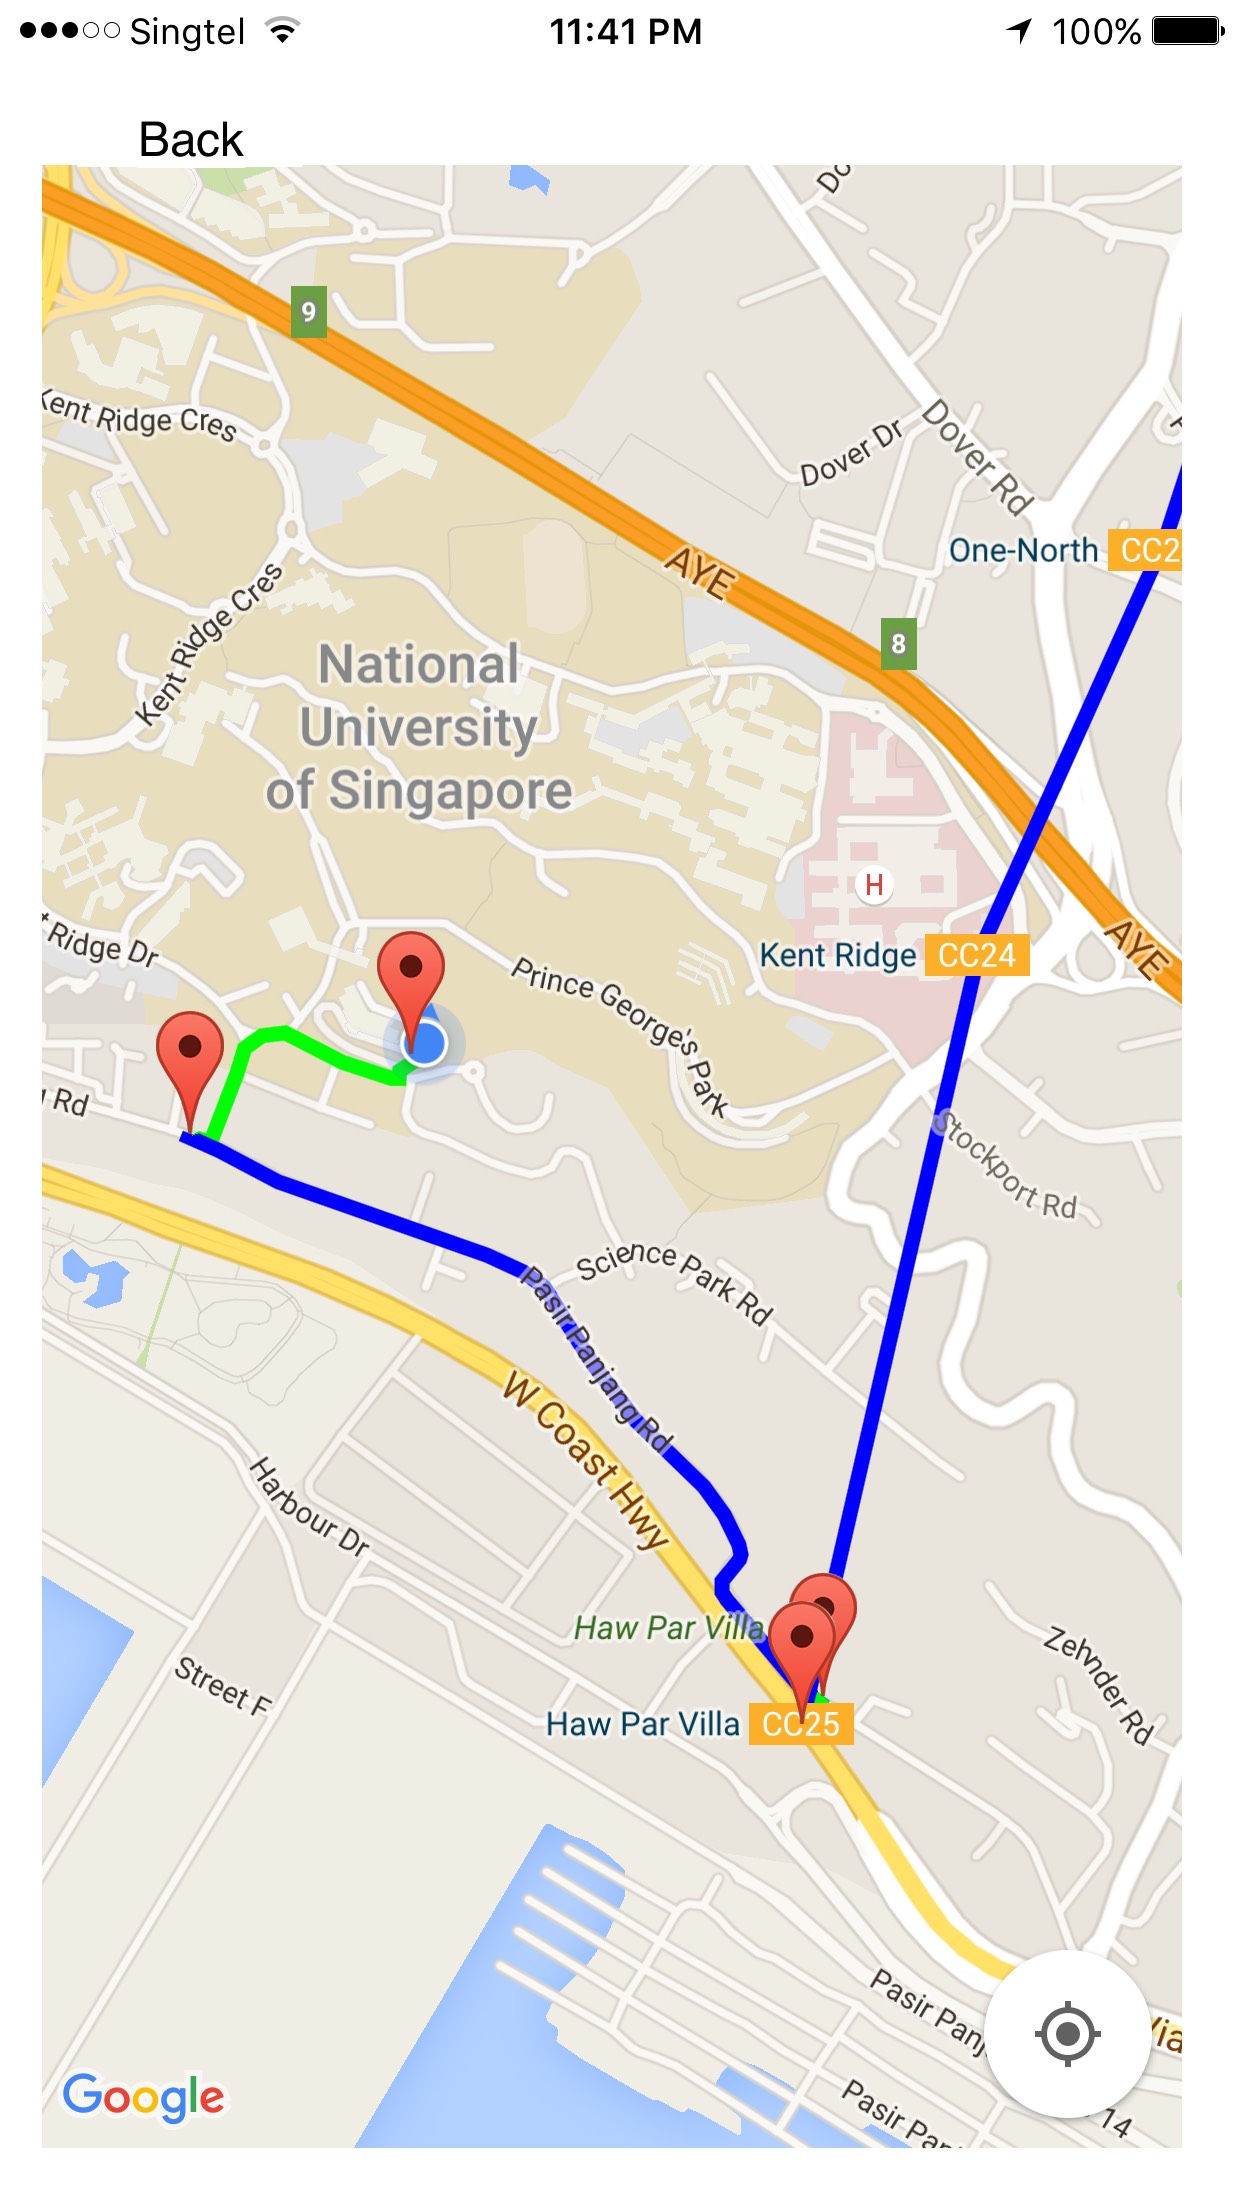 Singtel
11:41 PM
100%
Back
9
Kent Ridge Cres
Dover Dr
Dover Rd
One-North
AYE
8
Kent Ridge Cres
National
University
of Singapore
H
Kent Ridge CC24
AYE
Ridge Dr
Prince George's Park
Rd
Stockport Rd
Science Park Rd
Pasir Panjang Rd
W Coast Hwy
Harbour Dr
Haw Par Villa
Zehnder Rd
Street F
Haw Par Villa CC25
Pasir
Pasir
14
Google